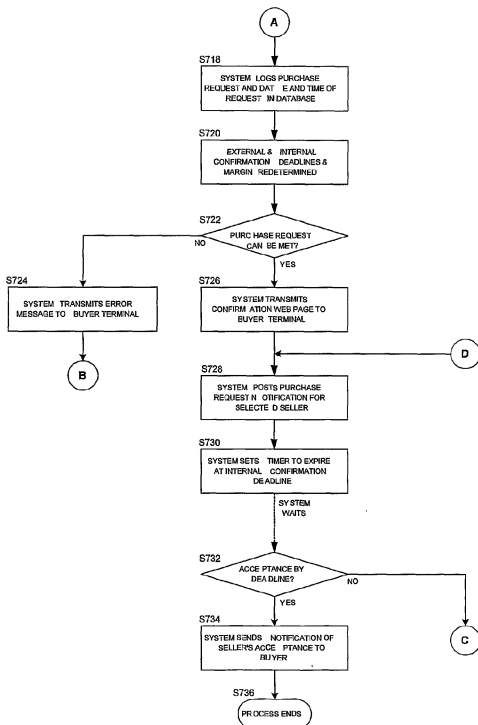 A
S718
SYSTEM LOGS PURCHASE
REQUEST AND DAT E AND TIME OF
REQUEST IN DATABASE
S720
EXTERNAL & INTERNAL
CONFIRMATION DEADLINES &
MARGIN REDETERMINED
S722
PURC HASE REQUEST
CAN BE MET?
NO
YES
S724
SYSTEM TRANSMITS ERROR
MESSAGE TO BUYER TERMINAL
B
S726
SYSTEM TRANSMITS
CONFIRM ATION WEB PAGE TO
BUYER TERMINAL
D
S728
SYSTEM POSTS PURCHASE
REQUEST N OTIFICATION FOR
SELECTE D SELLER
S730
SYSTEM SETS TIMER TO EXPIRE
AT INTERNAL CONFIRMATION
DEADLINE
SYSTEM
WAITS
S732
ACCE PTANCE BY
DEA DLINE?
NO
YES
C
S734
SYSTEM SENDS NOTIFICATION OF
SELLER'S ACCE PTANCE TO
BUYER
S736
PROCESS ENDS